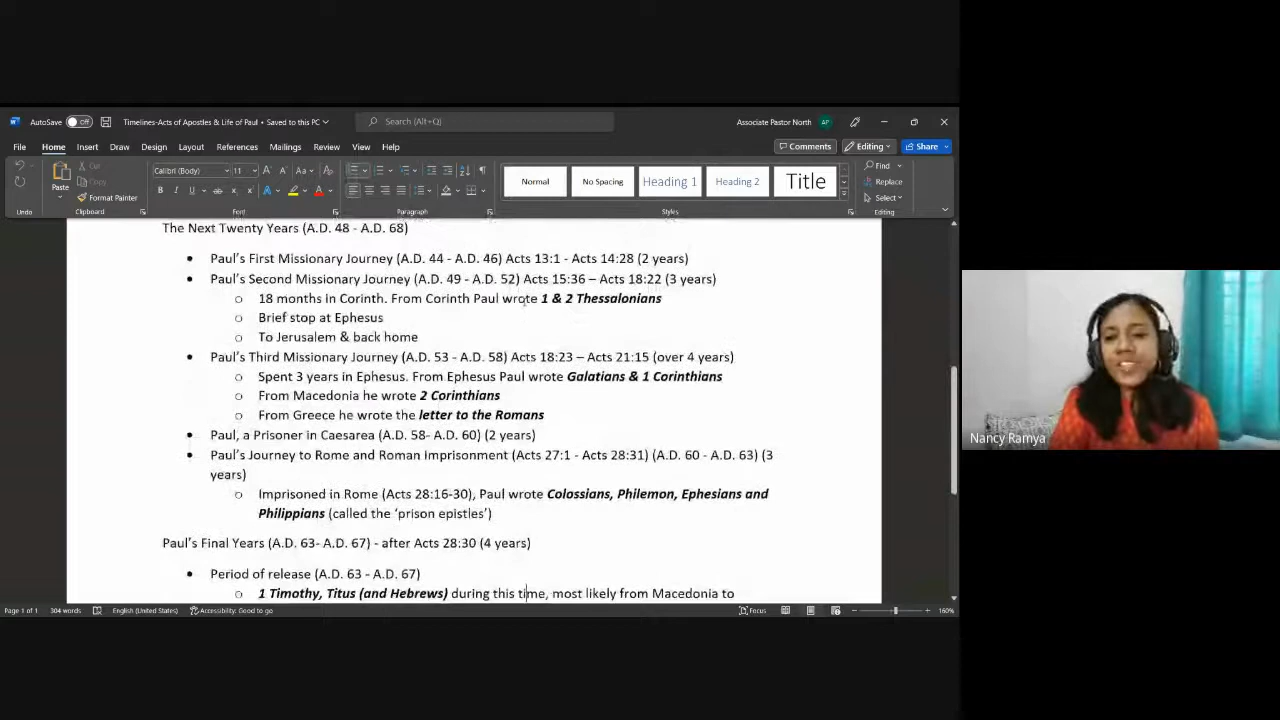 AutoSave Off Timelines-Acts of Apostles & Life of Paul • Saved to this PC Search (Alt+Q) Associate Pastor North AP
File Home Insert Draw Design Layout References Mailings Review View Help Comments Editing Share
Cut
Copy
Format Painter
Paste
Calibri (Body) 11
Normal No Spacing Heading 1 Heading 2 Title
Find
Replace
Select
Undo Clipboard Font Paragraph Styles Editing
The Next Twenty Years (A.D. 48 - A.D. 68)
• Paul's First Missionary Journey (A.D. 44 - A.D. 46) Acts 13:1 - Acts 14:28 (2 years)
• Paul's Second Missionary Journey (A.D. 49 - A.D. 52) Acts 15:36 – Acts 18:22 (3 years)
o 18 months in Corinth. From Corinth Paul wrote 1 & 2 Thessalonians
o Brief stop at Ephesus
o To Jerusalem & back home
• Paul's Third Missionary Journey (A.D. 53 - A.D. 58) Acts 18:23 – Acts 21:15 (over 4 years)
o Spent 3 years in Ephesus. From Ephesus Paul wrote Galatians & 1 Corinthians
o From Macedonia he wrote 2 Corinthians
o From Greece he wrote the letter to the Romans
• Paul, a Prisoner in Caesarea (A.D. 58- A.D. 60) (2 years)
• Paul's Journey to Rome and Roman Imprisonment (Acts 27:1 - Acts 28:31) (A.D. 60 - A.D. 63) (3
years)
o Imprisoned in Rome (Acts 28:16-30), Paul wrote Colossians, Philemon, Ephesians and
Philippians (called the 'prison epistles')
Paul's Final Years (A.D. 63- A.D. 67) - after Acts 28:30 (4 years)
• Period of release (A.D. 63 - A.D. 67)
o 1 Timothy, Titus (and Hebrews) during this time, most likely from Macedonia to
Page 1 of 1 304 words English (United States) Accessibility: Good to go Focus 160%
Nancy Ramya